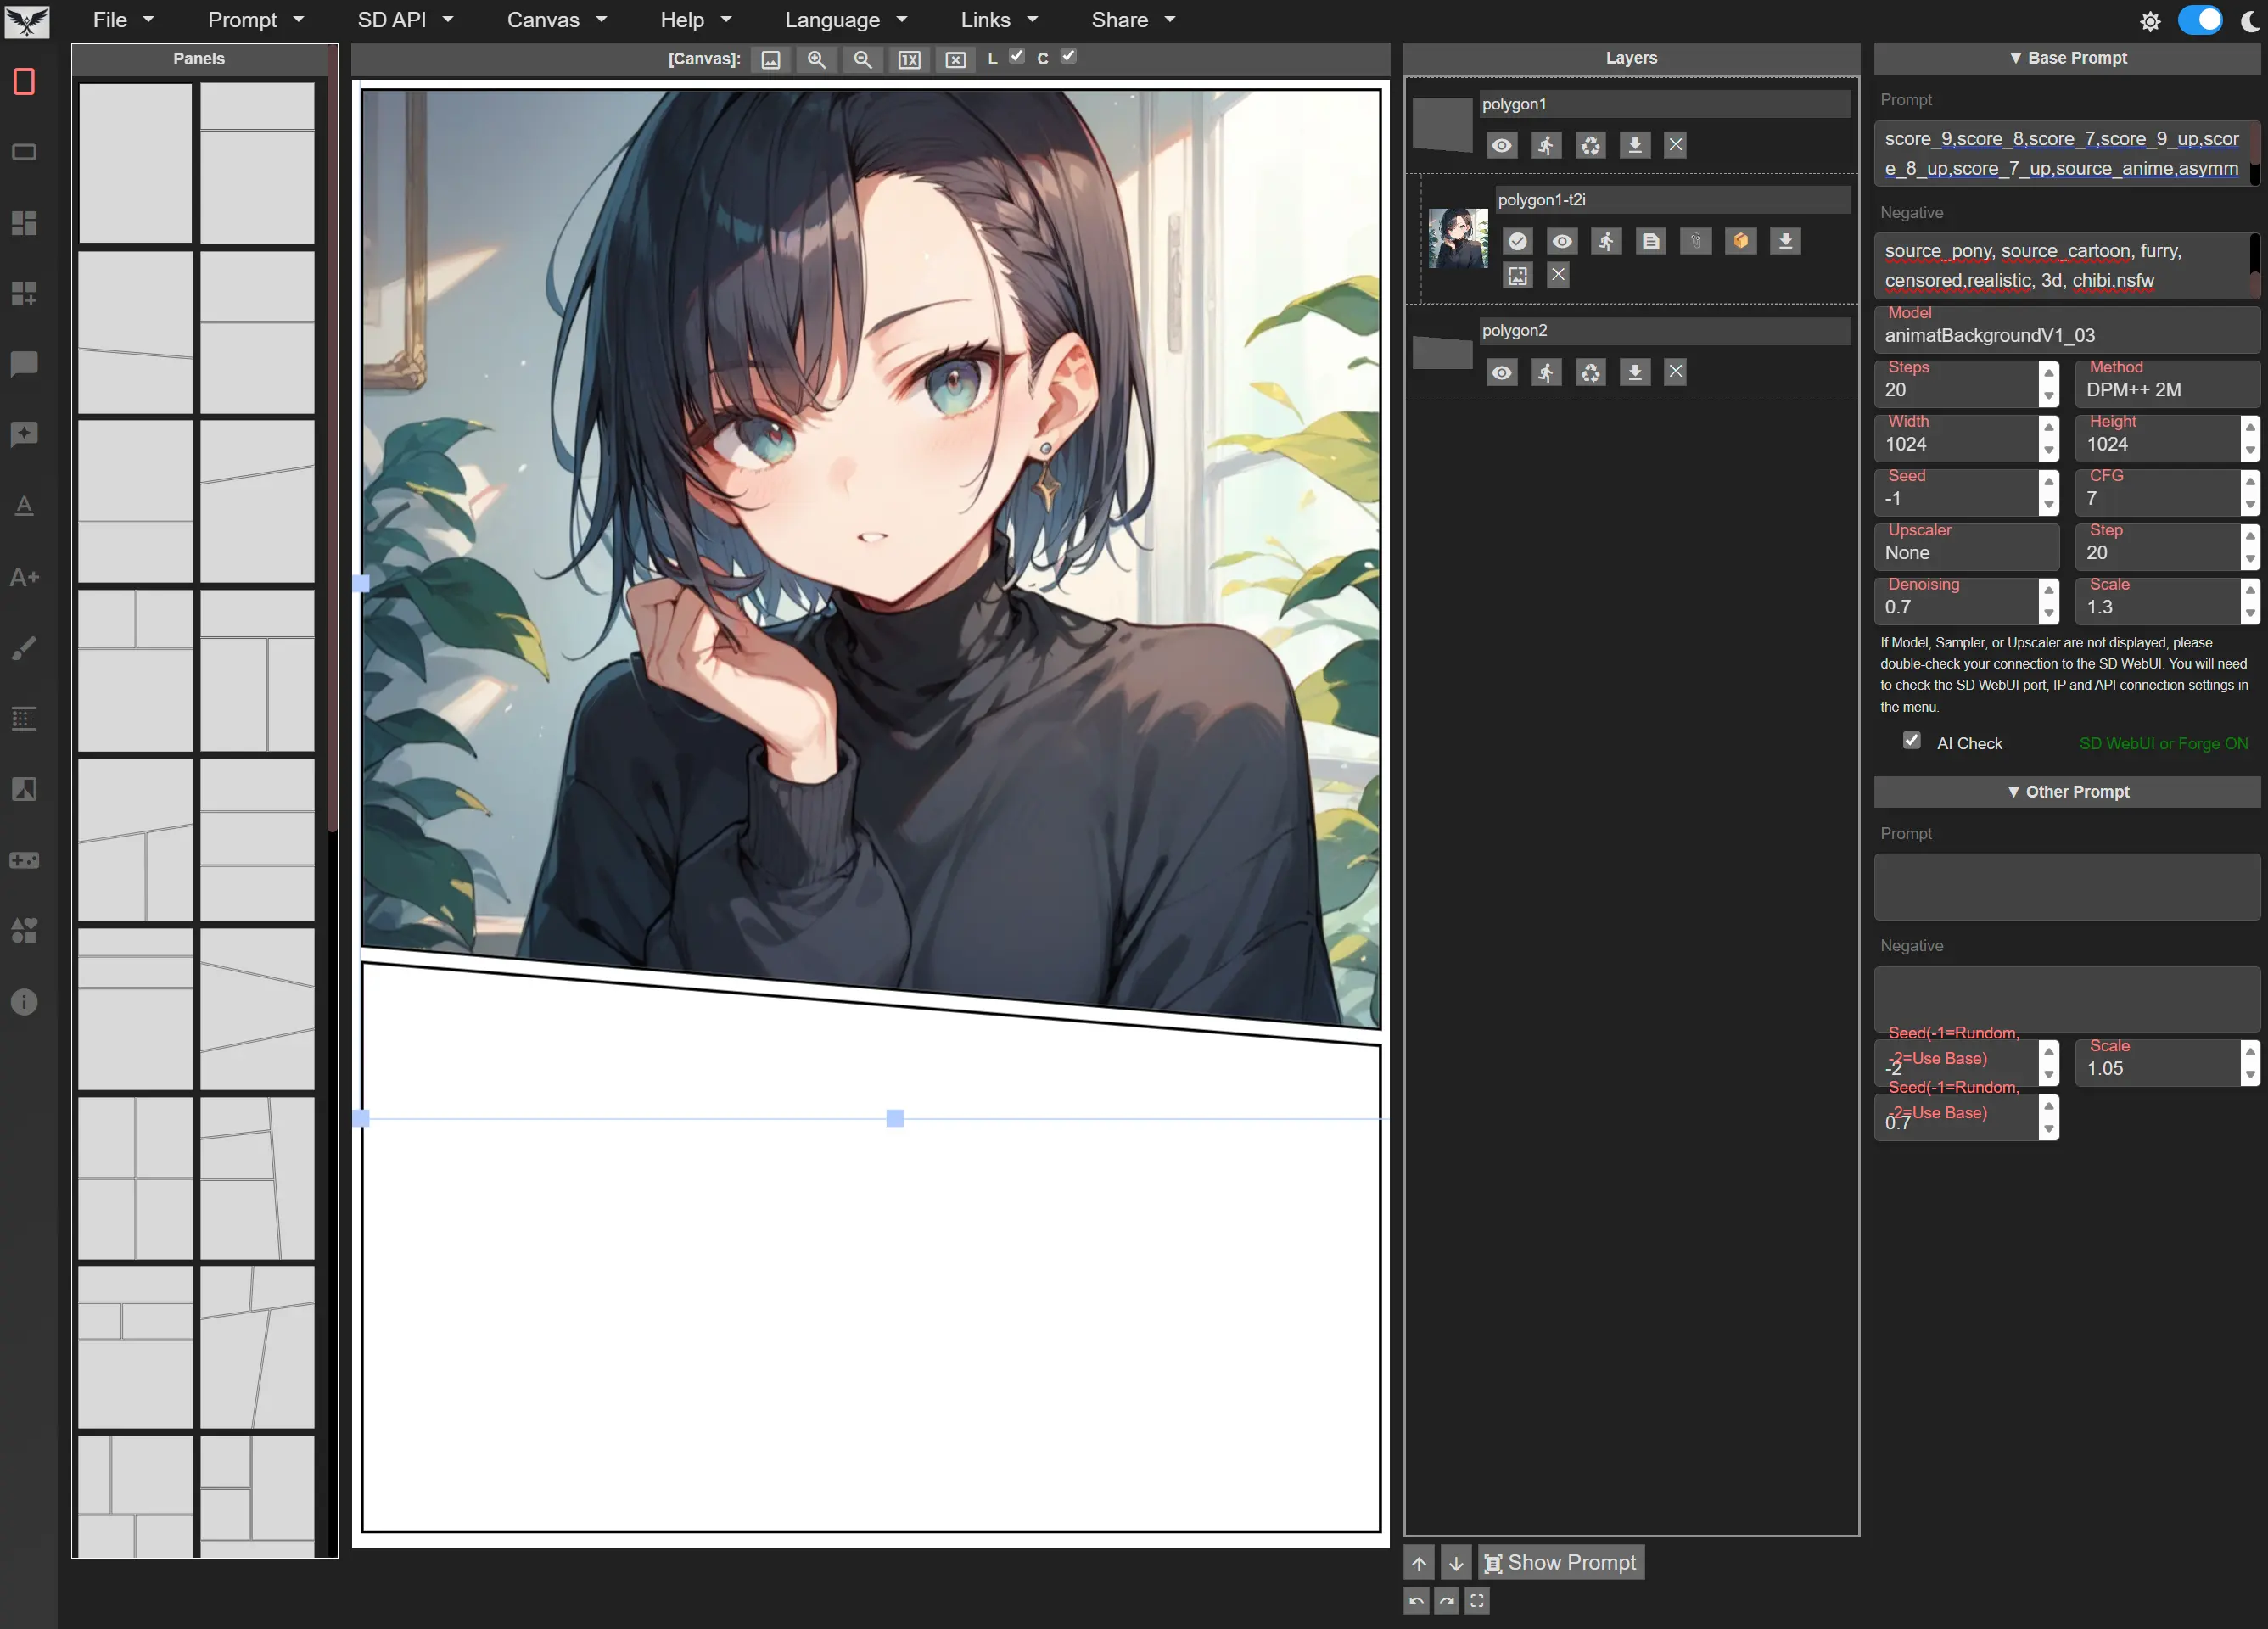 File
Prompt
SD API
Canvas
Help
Language
Links
Share
Panels
[Canvas]:
1X
L
C
Layers
polygon1
polygon1-t2i
polygon2
Show Prompt
▼ Base Prompt
Prompt
score_9,score_8,score_7,score_9_up,scor
e_8_up,score_7_up,source_anime,asymm
Negative
source_pony, source_cartoon, furry,
censored,realistic, 3d, chibi,nsfw
Model
animatBackgroundV1_03
Steps
20
Method
DPM++ 2M
Width
1024
Height
1024
Seed
-1
CFG
7
Upscaler
None
Step
20
Denoising
0.7
Scale
1.3
If Model, Sampler, or Upscaler are not displayed, please
double-check your connection to the SD WebUI. You will need
to check the SD WebUI port, IP and API connection settings in
the menu.
AI Check
SD WebUI or Forge ON
▼ Other Prompt
Prompt
Negative
Seed(-1=Rundom,
-2=Use Base)
-2
Scale
1.05
Seed(-1=Rundom,
-2=Use Base)
0.7